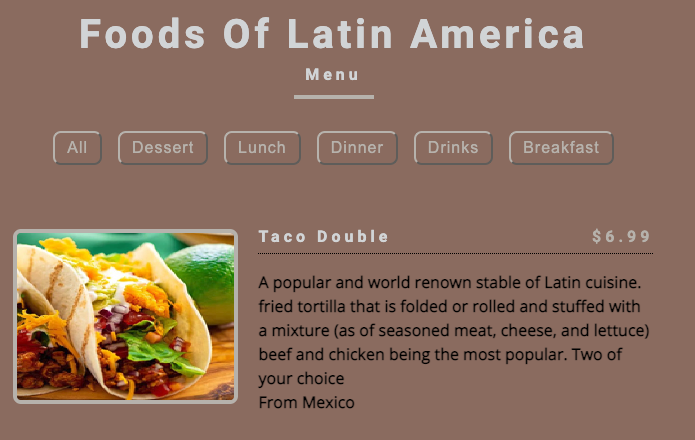 Foods Of Latin America
Menu
All Dessert Lunch Dinner Drinks Breakfast
Taco Double $6.99
A popular and world renown stable of Latin cuisine.
fried tortilla that is folded or rolled and stuffed with
a mixture (as of seasoned meat, cheese, and lettuce)
beef and chicken being the most popular. Two of
your choice
From Mexico